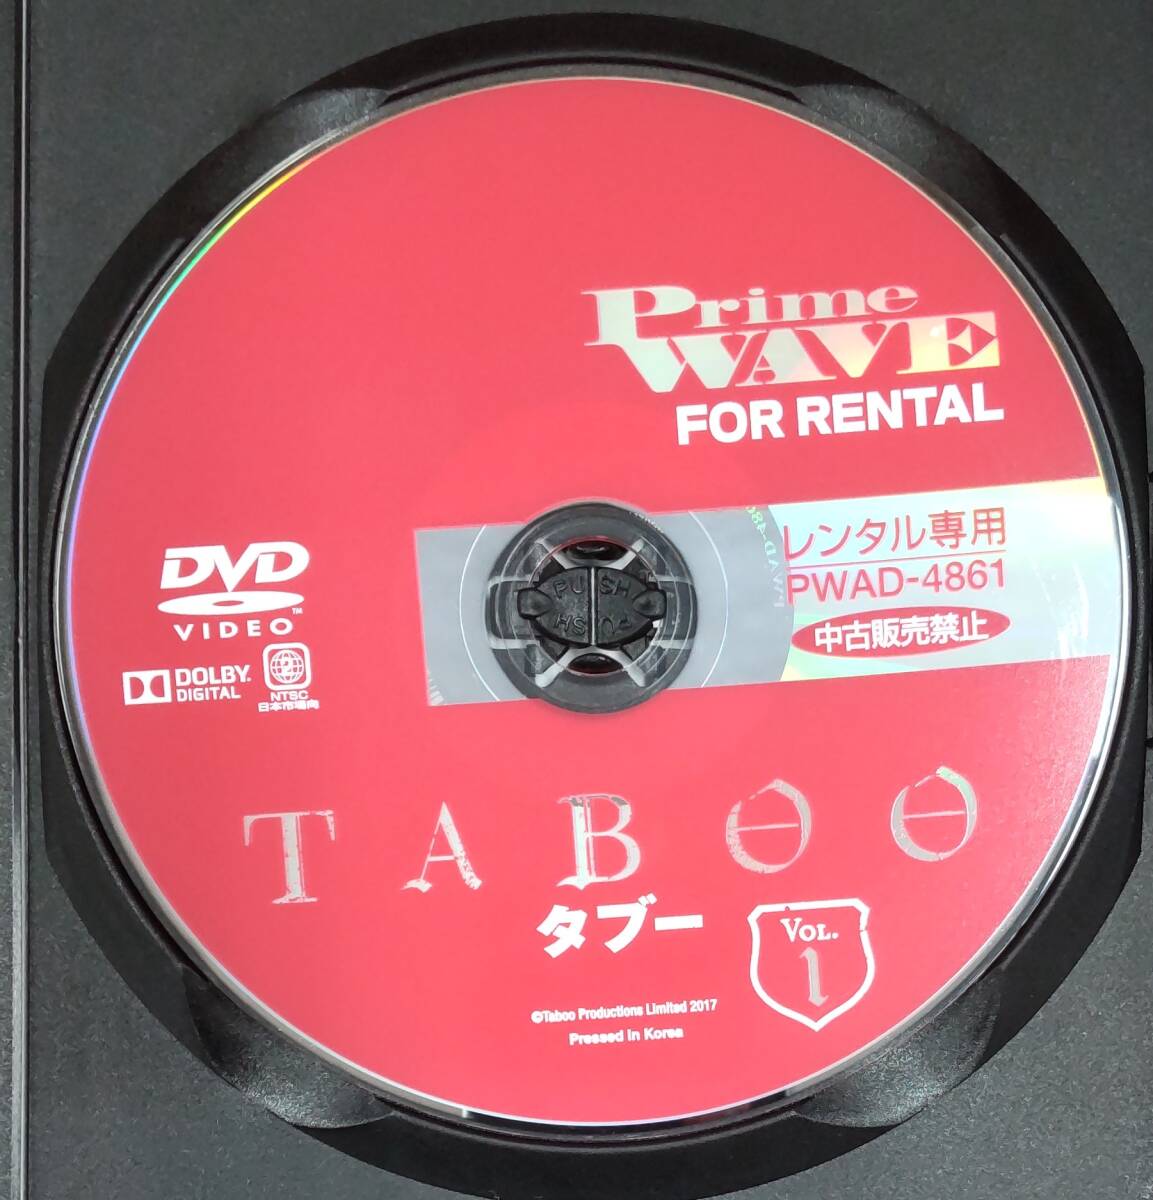 Prime
WAVE
FOR RENTAL
レンタル専用
PWAD-4861
中古販売禁止
PUSH
PUSH
DVD
VIDEO
DOLBY
DIGITAL
2
NTSC
日本市場向
TABOO
タブー
VOL.
1
©Taboo Productions Limited 2017
Pressed in Korea